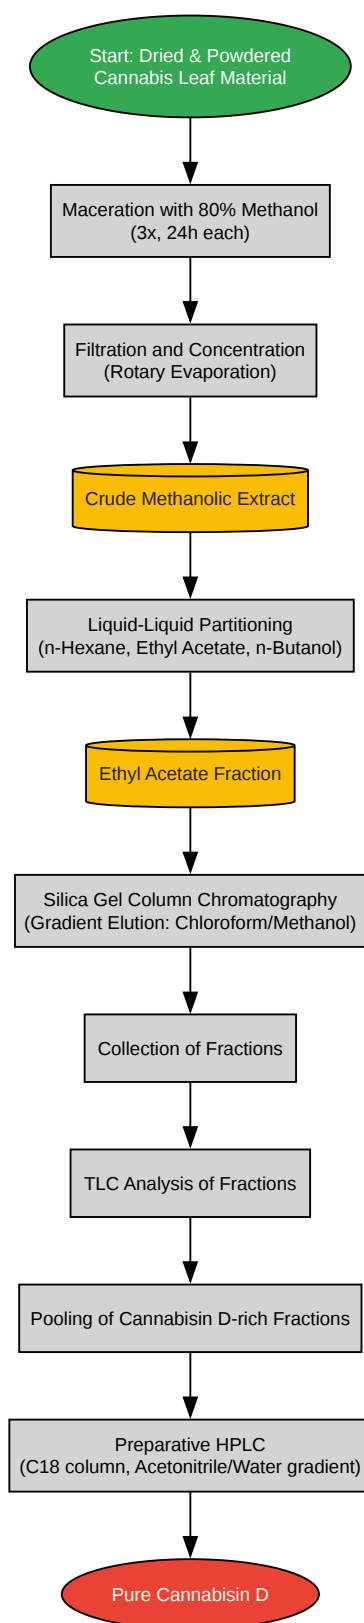 Start: Dried & Powdered
Cannabis Leaf Material
Maceration with 80% Methanol
(3x, 24h each)
Filtration and Concentration
(Rotary Evaporation)
Crude Methanolic Extract
Liquid-Liquid Partitioning
(n-Hexane, Ethyl Acetate, n-Butanol)
Ethyl Acetate Fraction
Silica Gel Column Chromatography
(Gradient Elution: Chloroform/Methanol)
Collection of Fractions
TLC Analysis of Fractions
Pooling of Cannabisin D-rich Fractions
Preparative HPLC
(C18 column, Acetonitrile/Water gradient)
Pure Cannabisin D